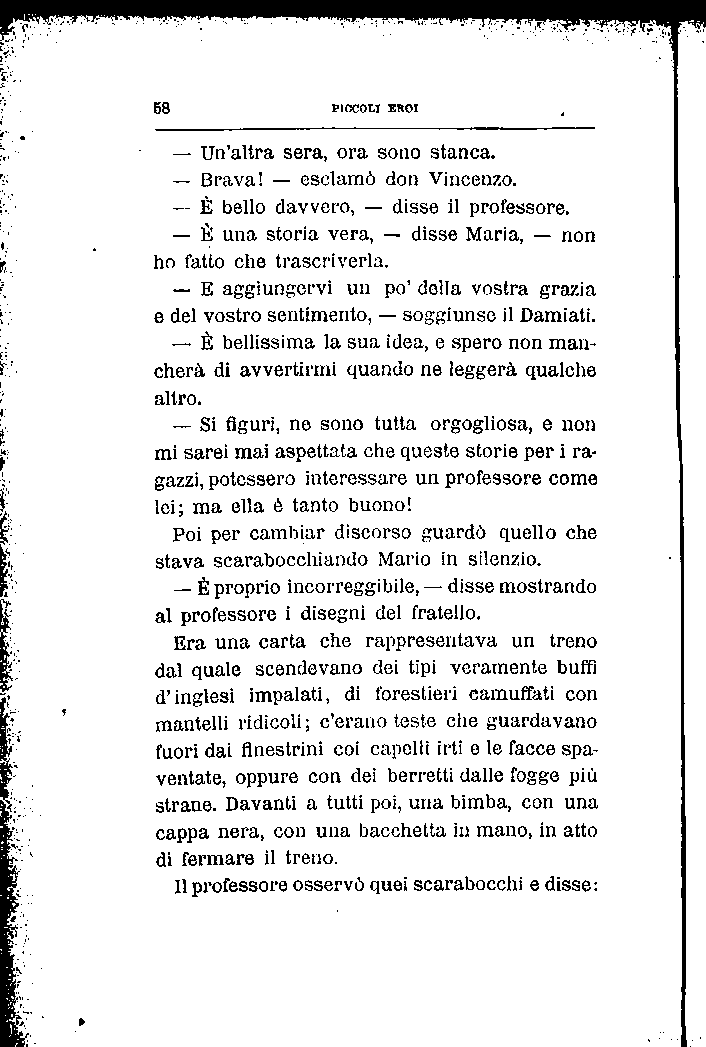 58 PICCOLI EROI
— Un'altra sera, ora sono stanca.
— Brava! — esclamò don Vincenzo.
— È bello davvero, — disse il professore.
— È una storia vera, — disse Maria, — non
ho fatto che trascriverla.
— E aggiungervi un po' della vostra grazia
e del vostro sentimento, — soggiunse il Damiati.
— È bellissima la sua idea, e spero non man-
cherà di avvertirmi quando ne leggerà qualche
altro.
— Si figuri, ne sono tutta orgogliosa, e non
mi sarei mai aspettata che queste storie per i ra-
gazzi, potessero interessare un professore come
lei; ma ella è tanto buono!
Poi per cambiar discorso guardò quello che
stava scarabocchiando Mario in silenzio.
— È proprio incorreggibile, — disse mostrando
al professore i disegni del fratello.
Era una carta che rappresentava un treno
dal quale scendevano dei tipi veramente buffi
d'inglesi impalati, di forestieri camuffati con
mantelli ridicoli; c'erano teste che guardavano
fuori dai finestrini coi capelli irti e le facce spa-
ventate, oppure con dei berretti dalle fogge più
strane. Davanti a tutti poi, una bimba, con una
cappa nera, con una bacchetta in mano, in atto
di fermare il treno.
Il professore osservò quei scarabocchi e disse: